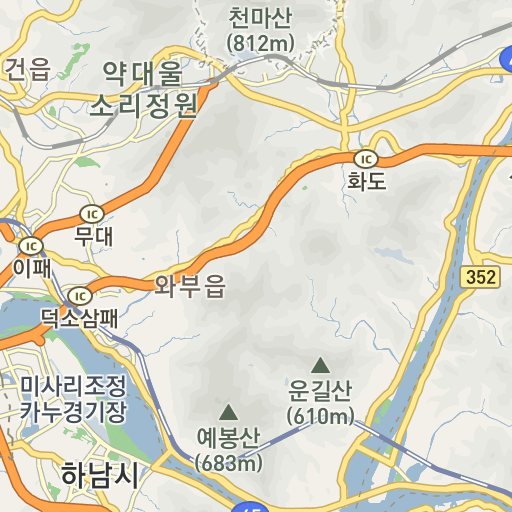 천마산
(812m)
건읍
약대울
소리정원
IC
화도
IC
무대
IC
이패
352
와부읍
IC
덕소삼패
미사리조정
카누경기장
운길산
(610m)
예봉산
(683m)
하남시